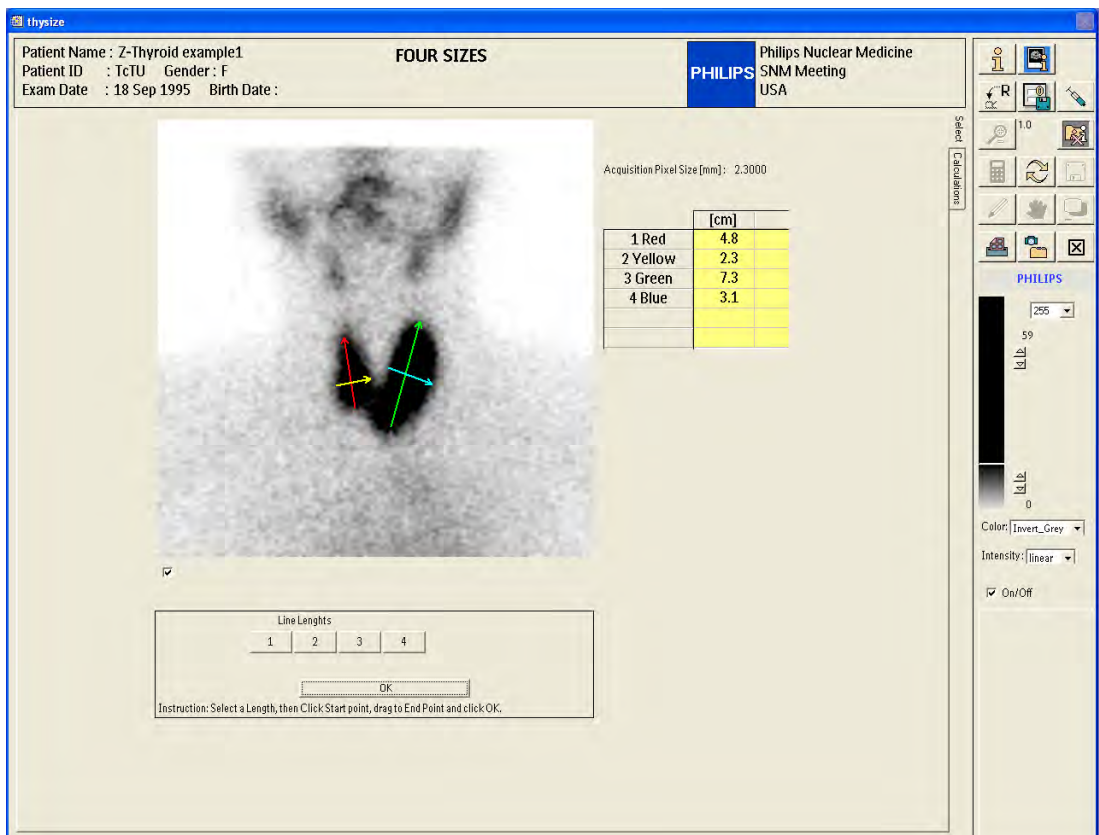 thysize
Patient Name : Z-Thyroid example1
Patient ID : TcTU Gender : F
Exam Date : 18 Sep 1995 Birth Date :
FOUR SIZES
PHILIPS
Philips Nuclear Medicine
SNM Meeting
USA
Select
Calculations
Acquisition Pixel Size [mm] : 2.3000
[cm]
1 Red 4.8
2 Yellow 2.3
3 Green 7.3
4 Blue 3.1
Line Lenghts
1 2 3 4
OK
Instruction: Select a Length, then Click Start point, drag to End Point and click OK.
R
1.0
PHILIPS
255
59
0
Color: Invert_Grey
Intensity: linear
On/Off